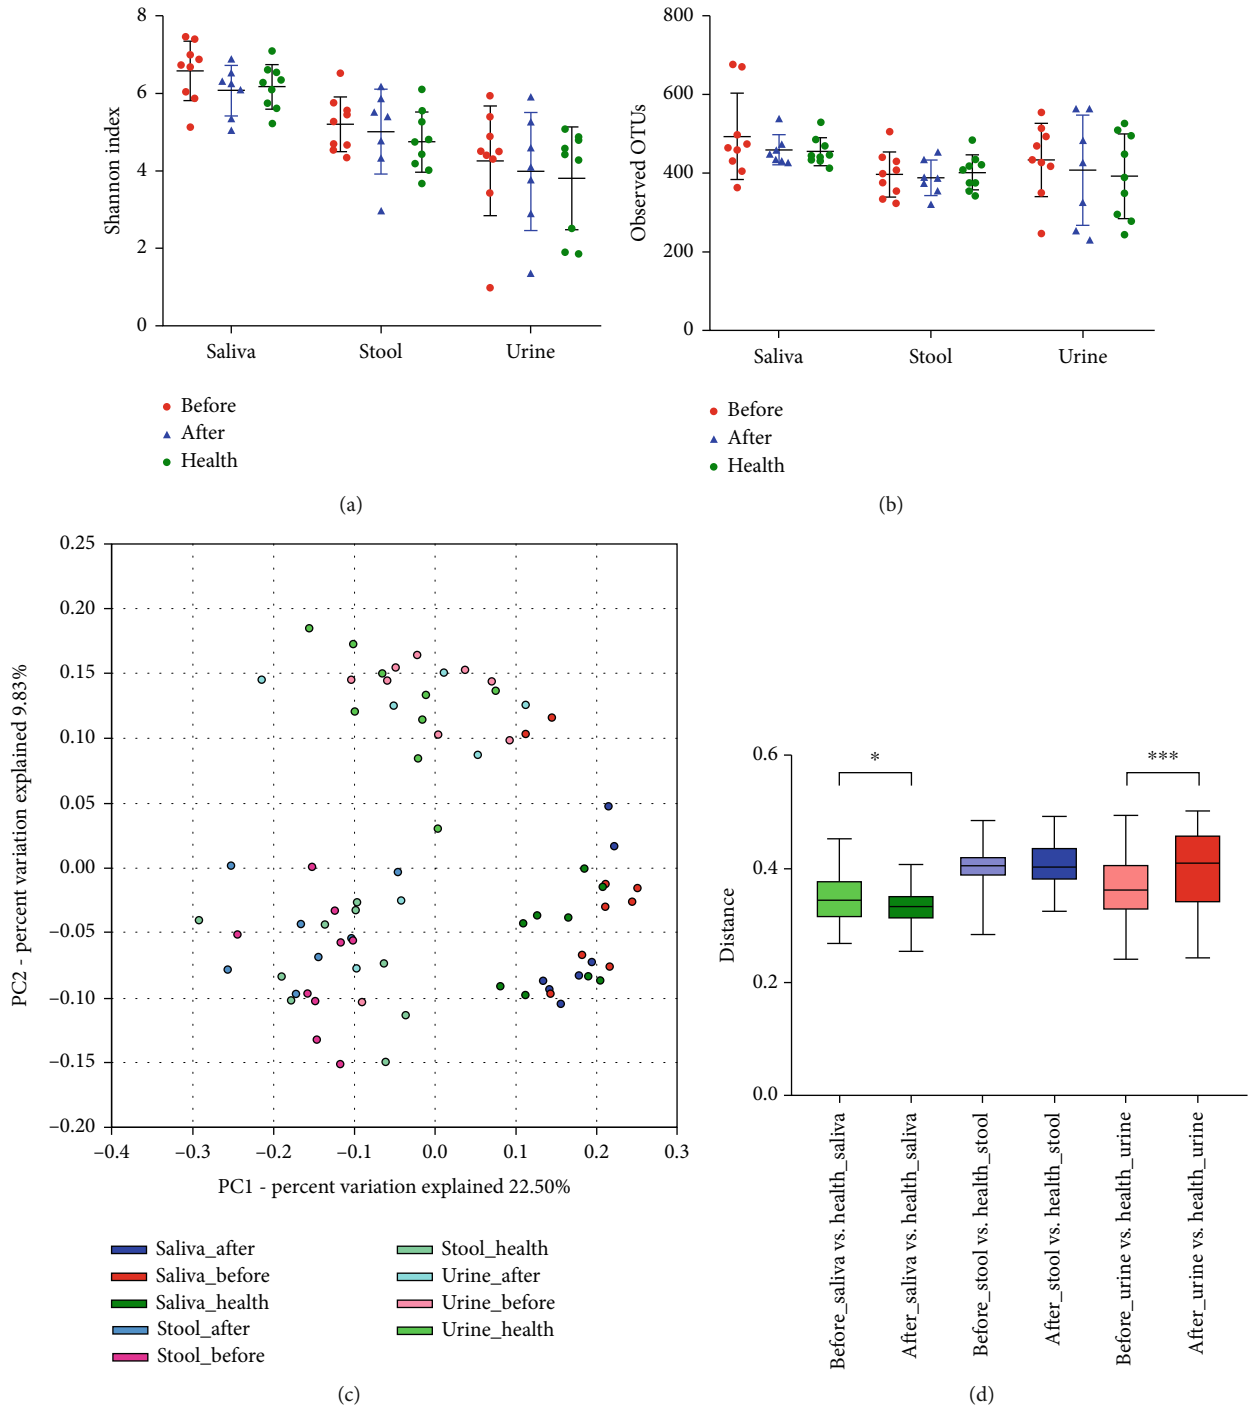 8
6
4
2
0
Shannon index
Saliva
Stool
Urine
Before
After
Health
(a)
800
600
400
200
0
Observed OTUs
Saliva
Stool
Urine
Before
After
Health
(b)
0.25
0.20
0.15
0.10
0.05
0.00
−0.05
−0.10
−0.15
−0.20
PC2 - percent variation explained 9.83%
−0.4
−0.3
−0.2
−0.1
0.0
0.1
0.2
0.3
PC1 - percent variation explained 22.50%
Saliva_after
Saliva_before
Saliva_health
Stool_after
Stool_before
Stool_health
Urine_after
Urine_before
Urine_health
(c)
0.6
0.4
0.2
0.0
Distance
*
***
Before_saliva vs. health_saliva
After_saliva vs. health_saliva
Before_stool vs. health_stool
After_stool vs. health_stool
Before_urine vs. health_urine
After_urine vs. health_urine
(d)